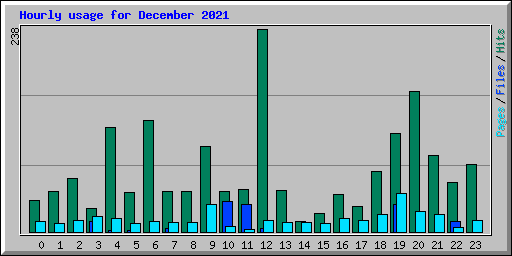 Hourly usage for December 2021
238
Pages/Files/Hits
0 1 2 3 4 5 6 7 8 9 10 11 12 13 14 15 16 17 18 19 20 21 22 23